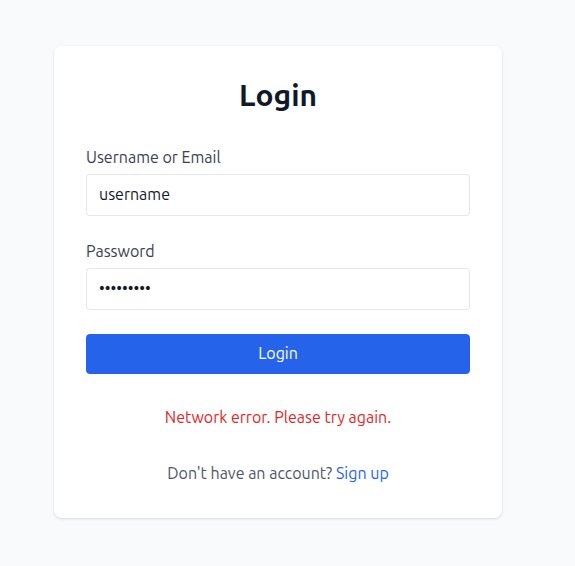 Login
Username or Email
username
Password
•••••••••
Login
Network error. Please try again.
Don't have an account? Sign up